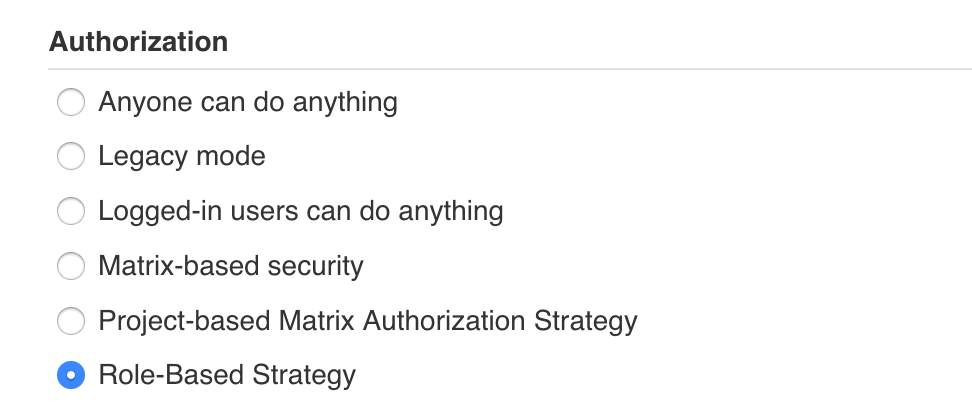 Authorization
Anyone can do anything
Legacy mode
Logged-in users can do anything
Matrix-based security
Project-based Matrix Authorization Strategy
Role-Based Strategy